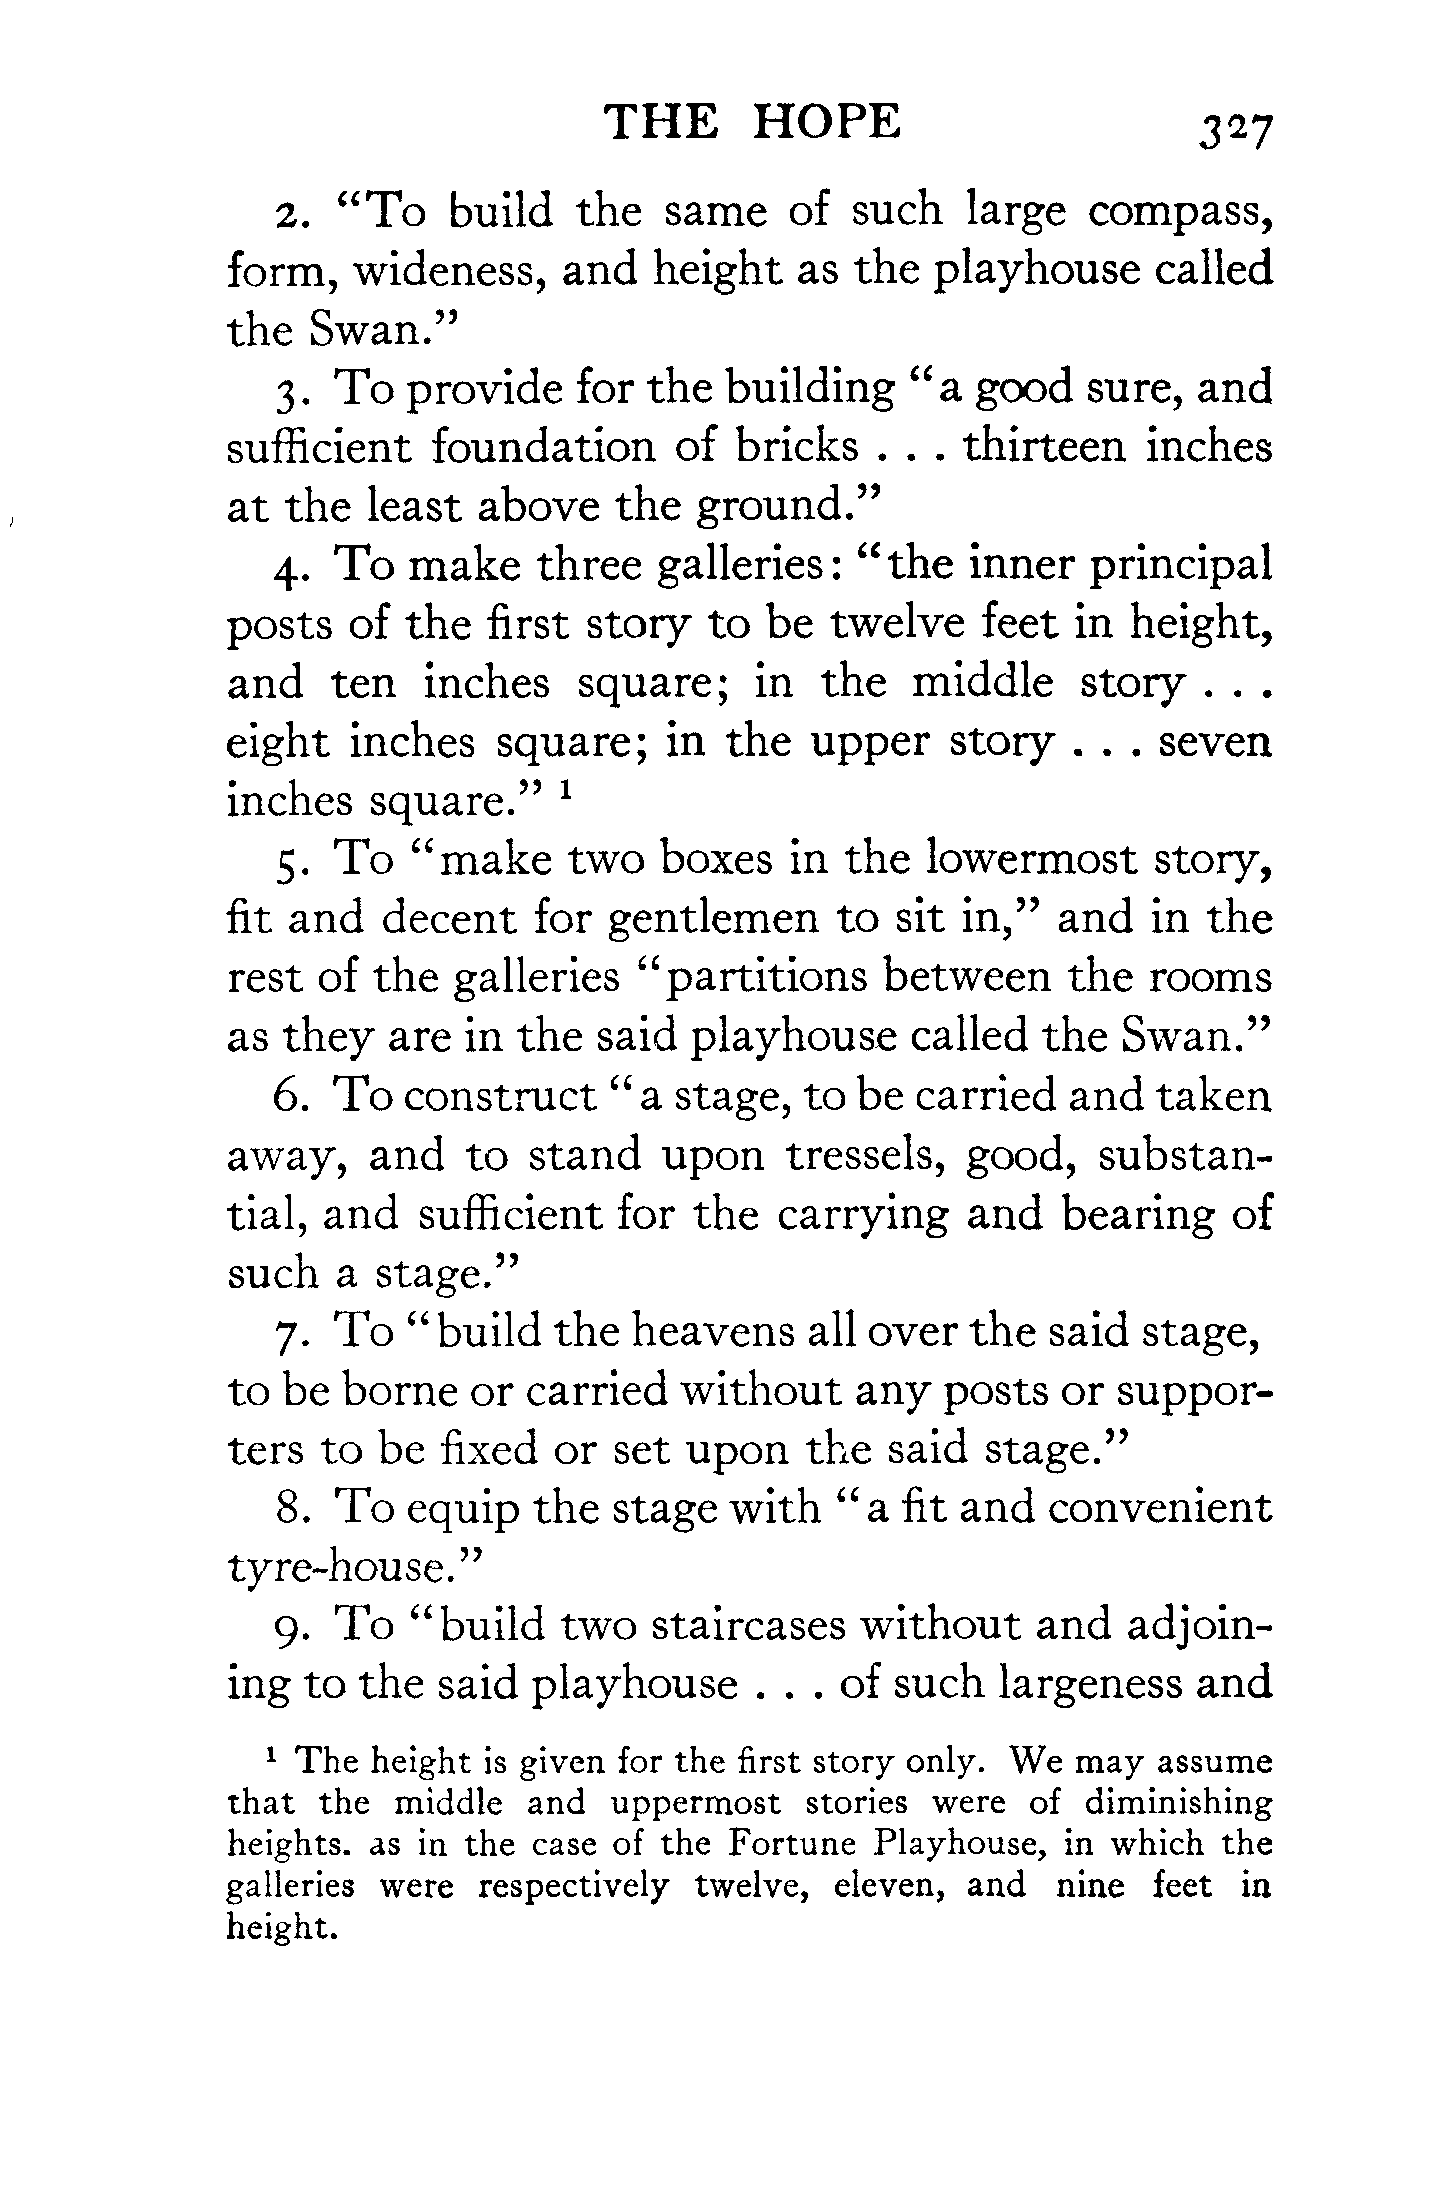 THE HOPE 327
2. “To build the same of such large compass,
form, wideness, and height as the playhouse called
the Swan.”
3. To provide for the building “a good sure, and
sufficient foundation of bricks . . . thirteen inches
at the least above the ground.”
4. To make three galleries: “the inner principal
posts of the first story to be twelve feet in height,
and ten inches square; in the middle story . . .
eight inches square; in the upper story . . . seven
inches square.” ¹
5. To “make two boxes in the lowermost story,
fit and decent for gentlemen to sit in,” and in the
rest of the galleries “partitions between the rooms
as they are in the said playhouse called the Swan.”
6. To construct “a stage, to be carried and taken
away, and to stand upon tressels, good, substan-
tial, and sufficient for the carrying and bearing of
such a stage.”
7. To “build the heavens all over the said stage,
to be borne or carried without any posts or suppor-
ters to be fixed or set upon the said stage.”
8. To equip the stage with “a fit and convenient
tyre-house.”
9. To “build two staircases without and adjoin-
ing to the said playhouse . . . of such largeness and
¹ The height is given for the first story only. We may assume
that the middle and uppermost stories were of diminishing
heights. as in the case of the Fortune Playhouse, in which the
galleries were respectively twelve, eleven, and nine feet in
height.